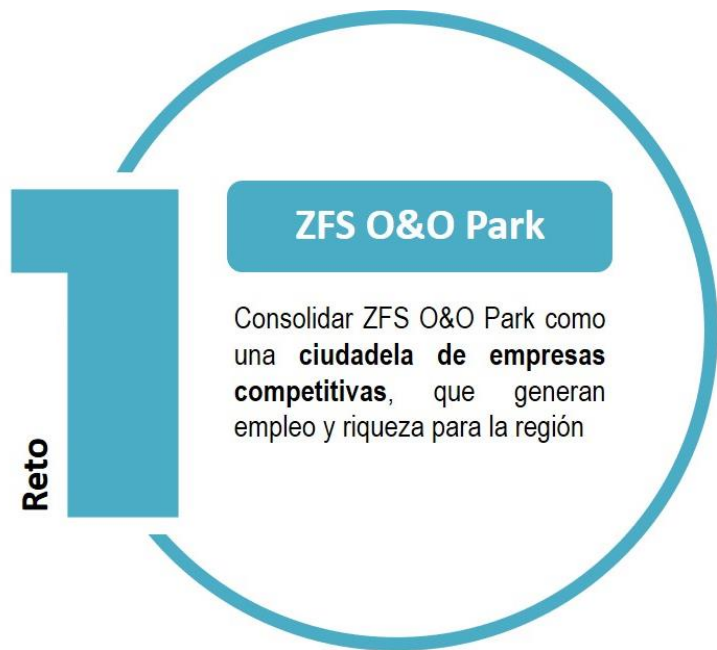 Reto
1
ZFS O&O Park
Consolidar ZFS O&O Park como
una ciudadela de empresas
competitivas, que generan
empleo y riqueza para la región